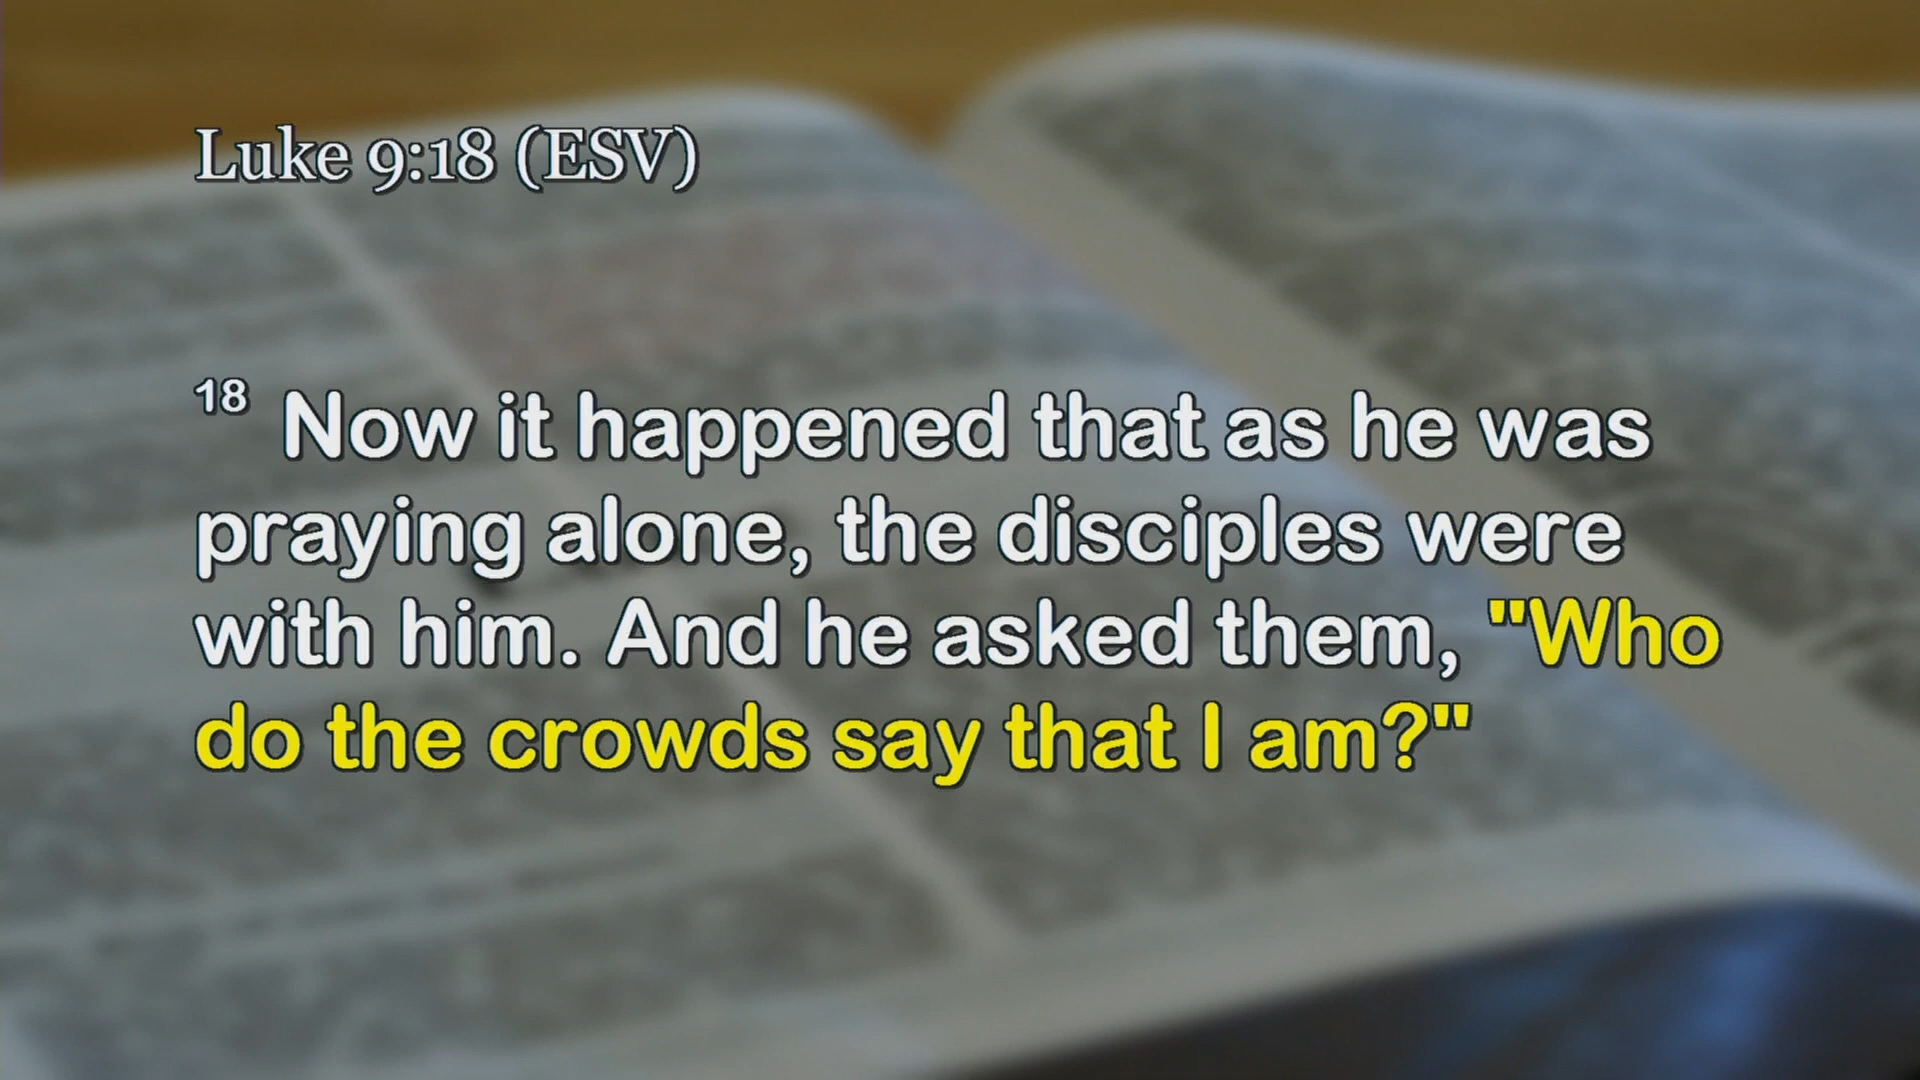 Luke 9:18 (ESV)
18 Now it happened that as he was
praying alone, the disciples were
with him. And he asked them, "Who
do the crowds say that I am?"